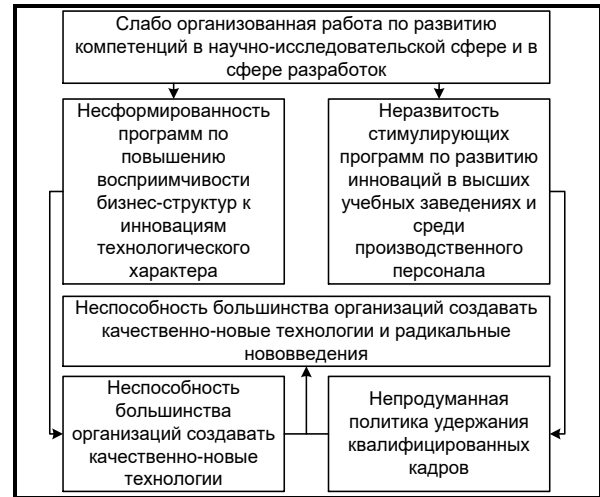 Слабо организованная работа по развитию
компетенций в научно-исследовательской сфере и в
сфере разработок
Несформированность
программ по
повышению
восприимчивости
бизнес-структур к
инновациям
технологического
характера
Неразвитость
стимулирующих
программ по развитию
инноваций в высших
учебных заведениях и
среди
производственного
персонала
Неспособность большинства организаций создавать
качественно-новые технологии и радикальные
нововведения
Неспособность
большинства
организаций создавать
качественно-новые
технологии
Непродуманная
политика удержания
квалифицированных
кадров